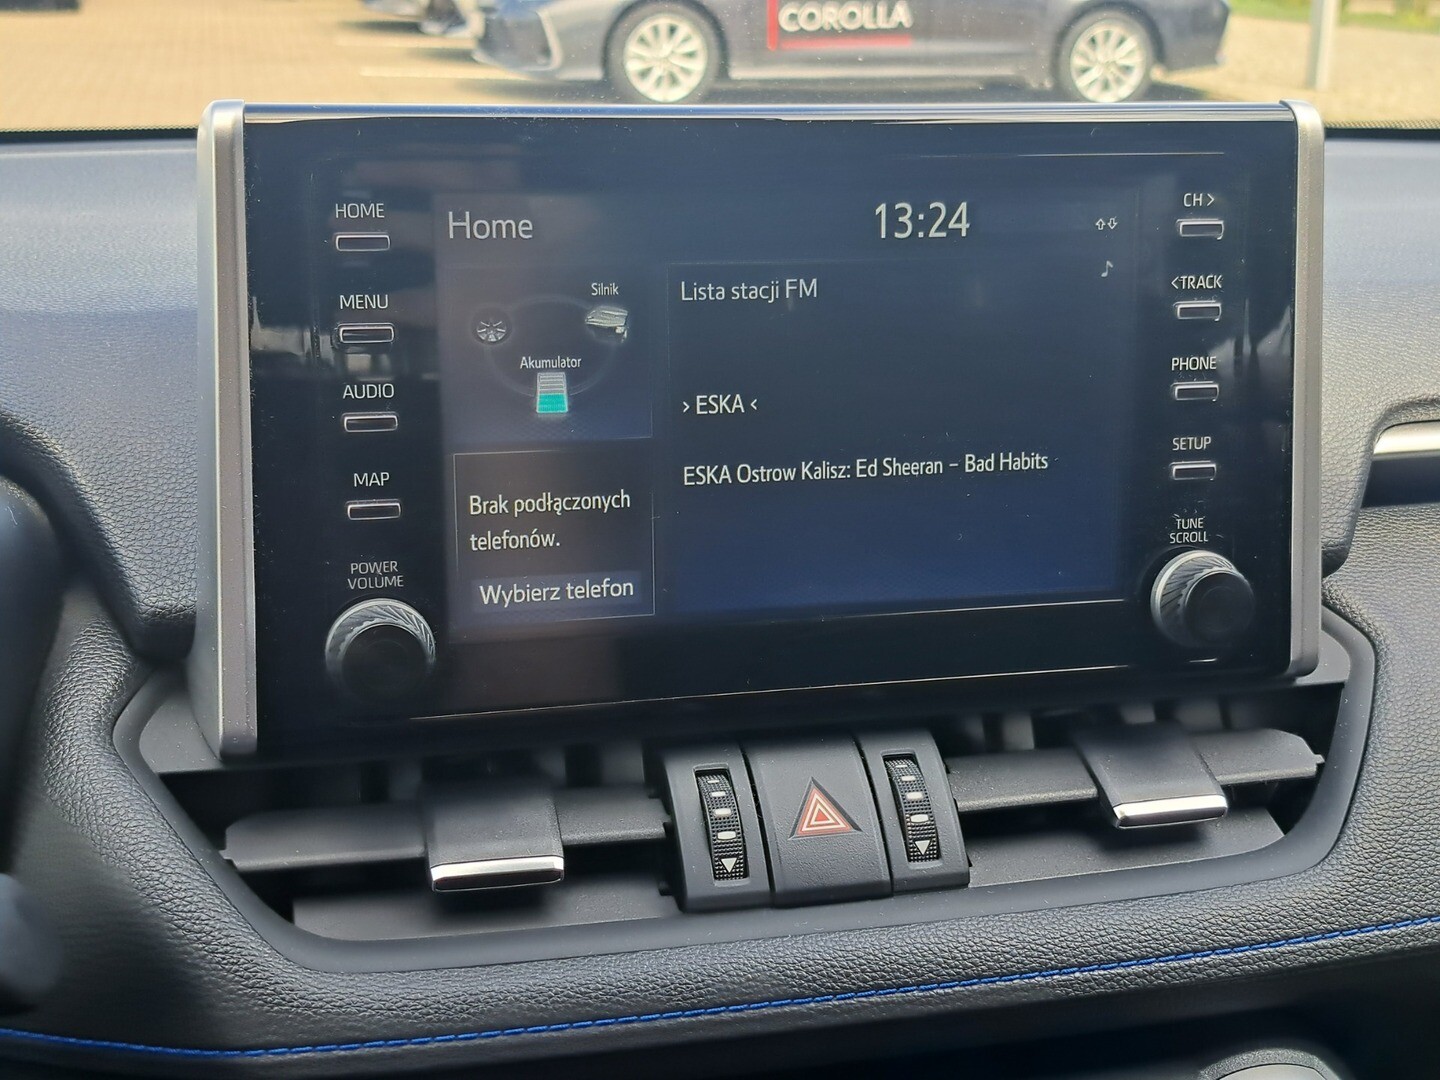 COROLLA
HOME
MENU
AUDIO
MAP
POWER
VOLUME
Home
13:24
Silnik
Akumulator
Brak podłączonych
telefonów.
Wybierz telefon
Lista stacji FM
> ESKA <
ESKA Ostrow Kalisz: Ed Sheeran – Bad Habits
CH >
<TRACK
PHONE
SETUP
TUNE
SCROLL